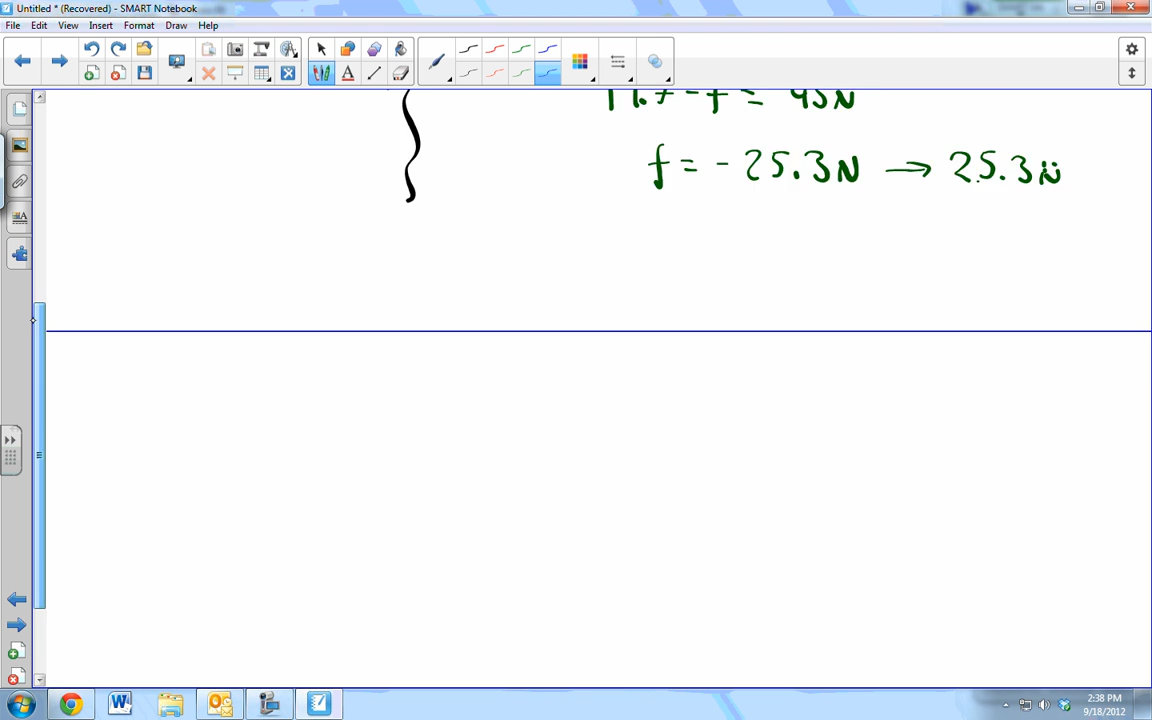 Untitled * (Recovered) - SMART Notebook
File Edit View Insert Format Draw Help
= 45N
f = - 25.3N → 25.3N
2:38 PM
9/18/2012